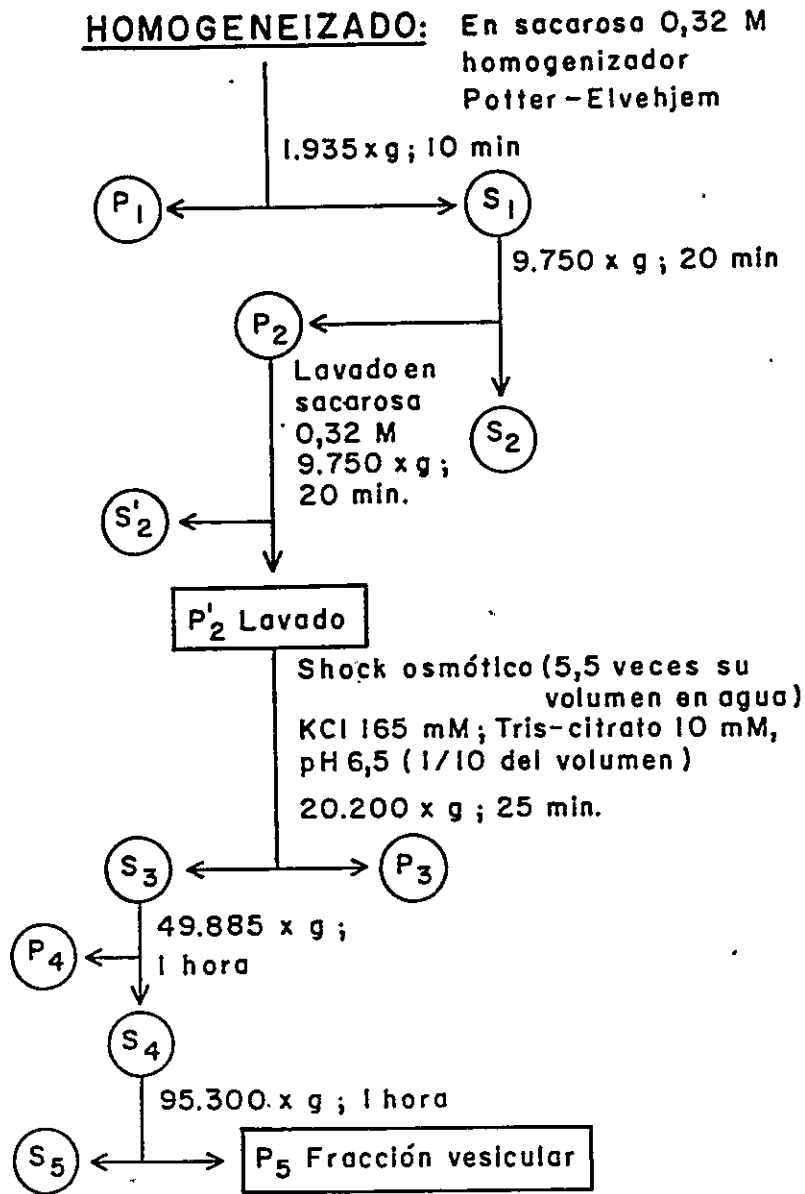 HOMOGENEIZADO: En sacarosa 0,32 M
homogenizador
Potter-Elvehjem
1.935 x g ; 10 min
P1
S1
9.750 x g ; 20 min
P2
Lavado en
sacarosa
0,32 M
9.750 x g ;
20 min.
S2
S'2
P'2 Lavado
Shock osmótico (5,5 veces su
volumen en agua)
KCl 165 mM ; Tris-citrato 10 mM,
pH 6,5 ( 1/10 del volumen )
20.200 x g ; 25 min.
S3
P3
49.885 x g ;
1 hora
P4
S4
95.300. x g ; 1 hora
S5
P5 Fracción vesicular